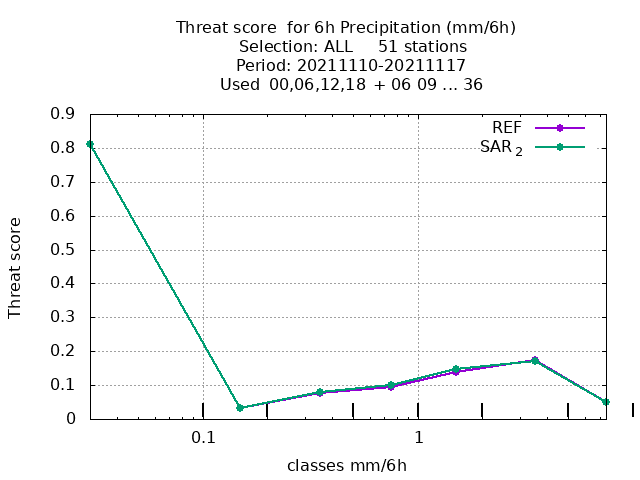 Threat score  for 6h Precipitation (mm/6h)
Selection: ALL     51 stations
Period: 20211110-20211117
Used  00,06,12,18  + 06 09 ... 36
REF
SAR 2
0.9
0.8
0.7
0.6
0.5
0.4
0.3
0.2
0.1
0
Threat score
0.1 1
classes mm/6h